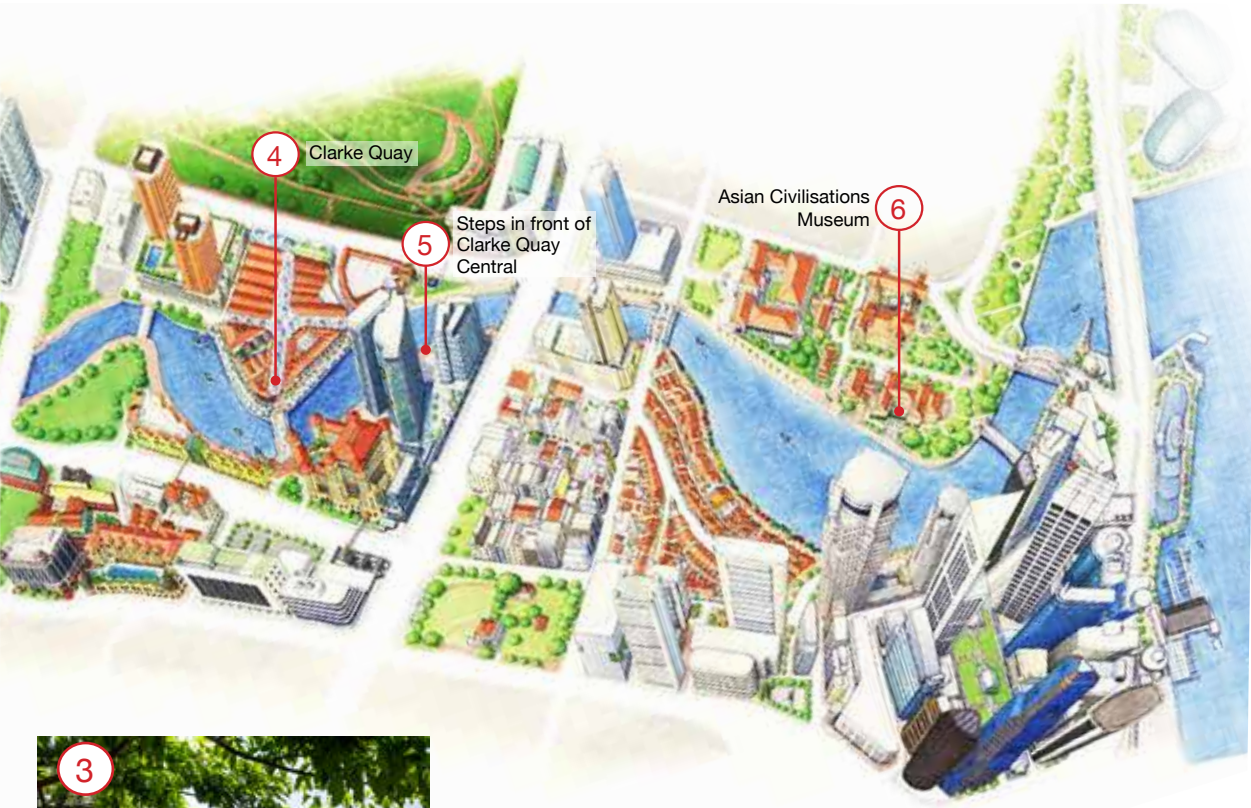 4
Clarke Quay
5
Steps in front of
Clarke Quay
Central
Asian Civilisations
Museum
6
3